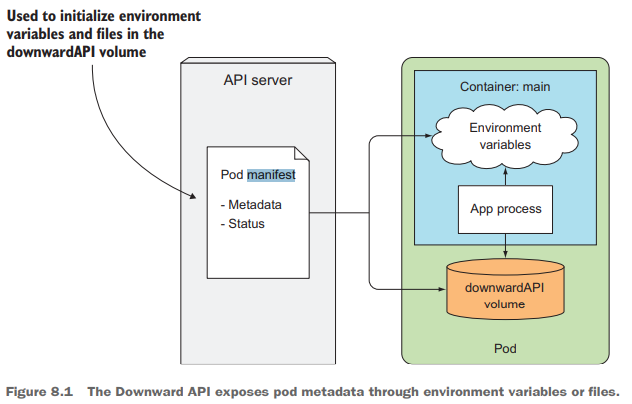 Used to initialize environment
variables and files in the
downwardAPI volume
API server
Pod manifest
- Metadata
- Status
Container: main
Environment
variables
App process
downwardAPI
volume
Pod
Figure 8.1 The Downward API exposes pod metadata through environment variables or files.